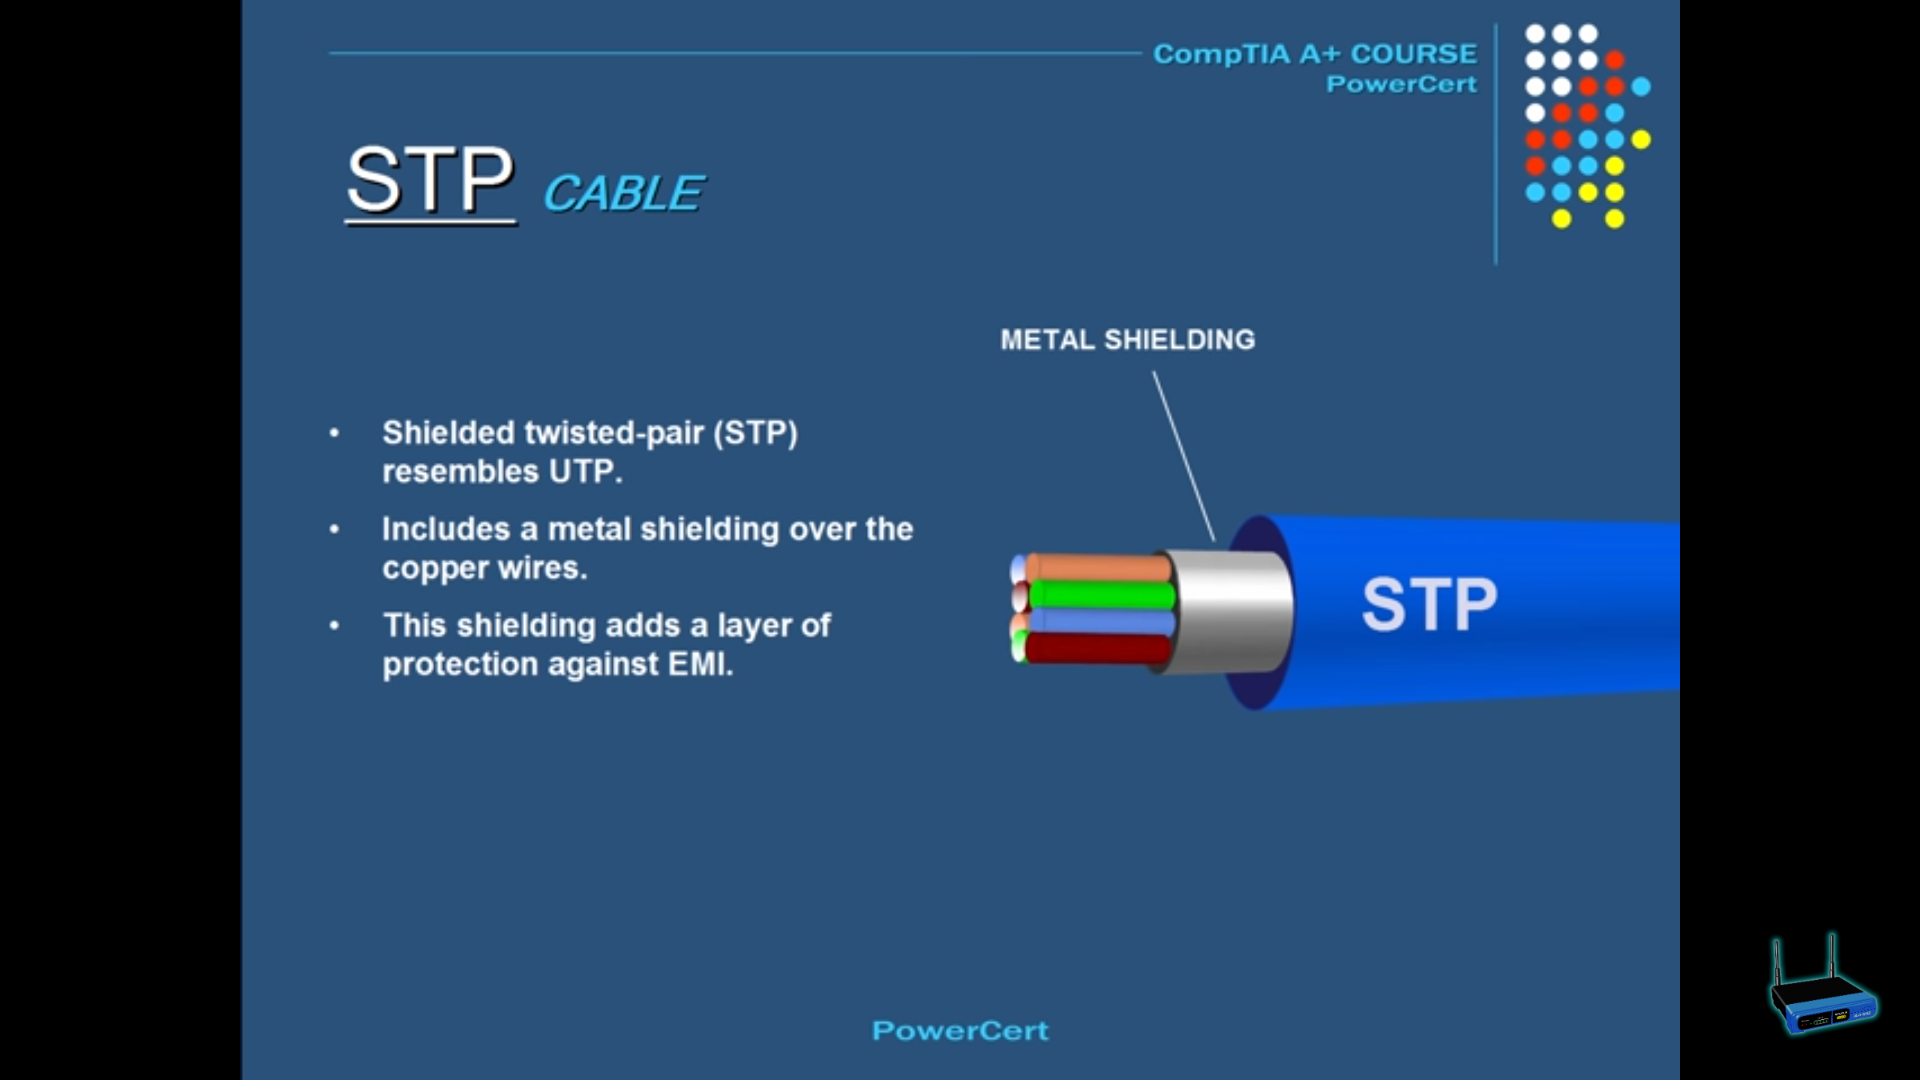 CompTIA A+ COURSE
PowerCert
STP CABLE
METAL SHIELDING
• Shielded twisted-pair (STP)
resembles UTP.
• Includes a metal shielding over the
copper wires.
• This shielding adds a layer of
protection against EMI.
STP
PowerCert